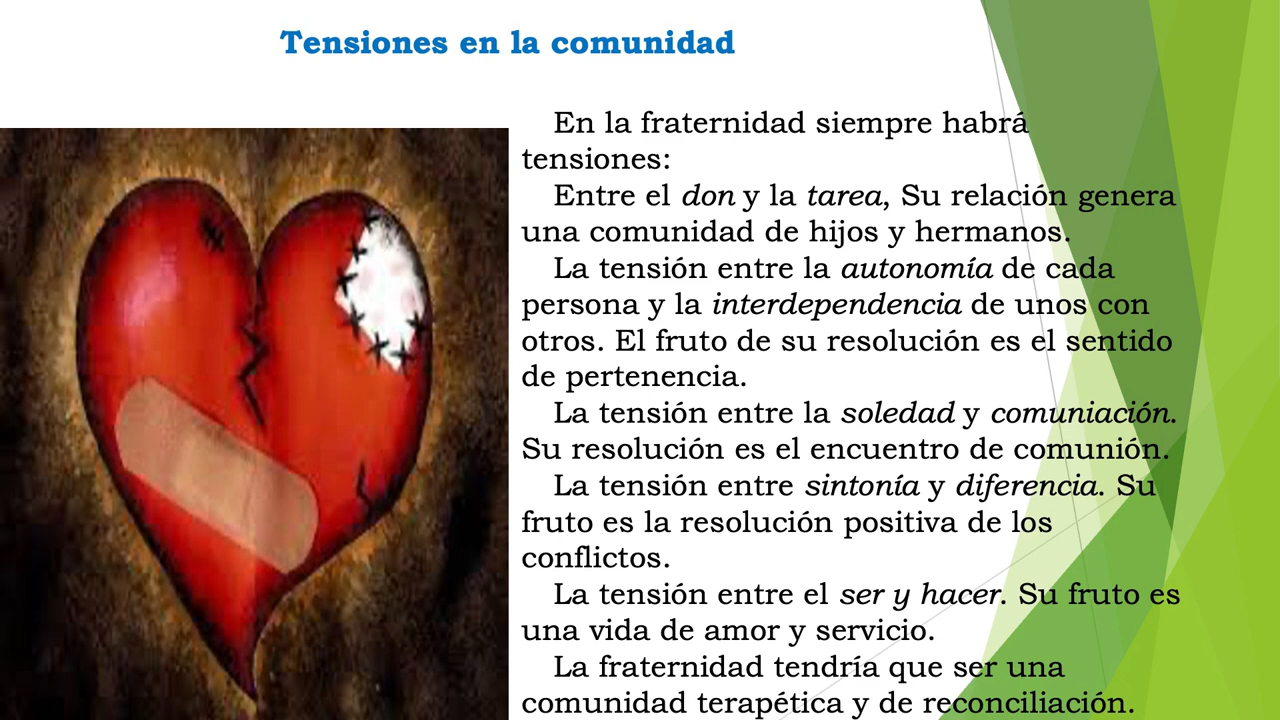 Tensiones en la comunidad
En la fraternidad siempre habrá
tensiones:
Entre el don y la tarea, Su relación genera
una comunidad de hijos y hermanos.
La tensión entre la autonomía de cada
persona y la interdependencia de unos con
otros. El fruto de su resolución es el sentido
de pertenencia.
La tensión entre la soledad y comuniación.
Su resolución es el encuentro de comunión.
La tensión entre sintonía y diferencia. Su
fruto es la resolución positiva de los
conflictos.
La tensión entre el ser y hacer. Su fruto es
una vida de amor y servicio.
La fraternidad tendría que ser una
comunidad terapética y de reconciliación.